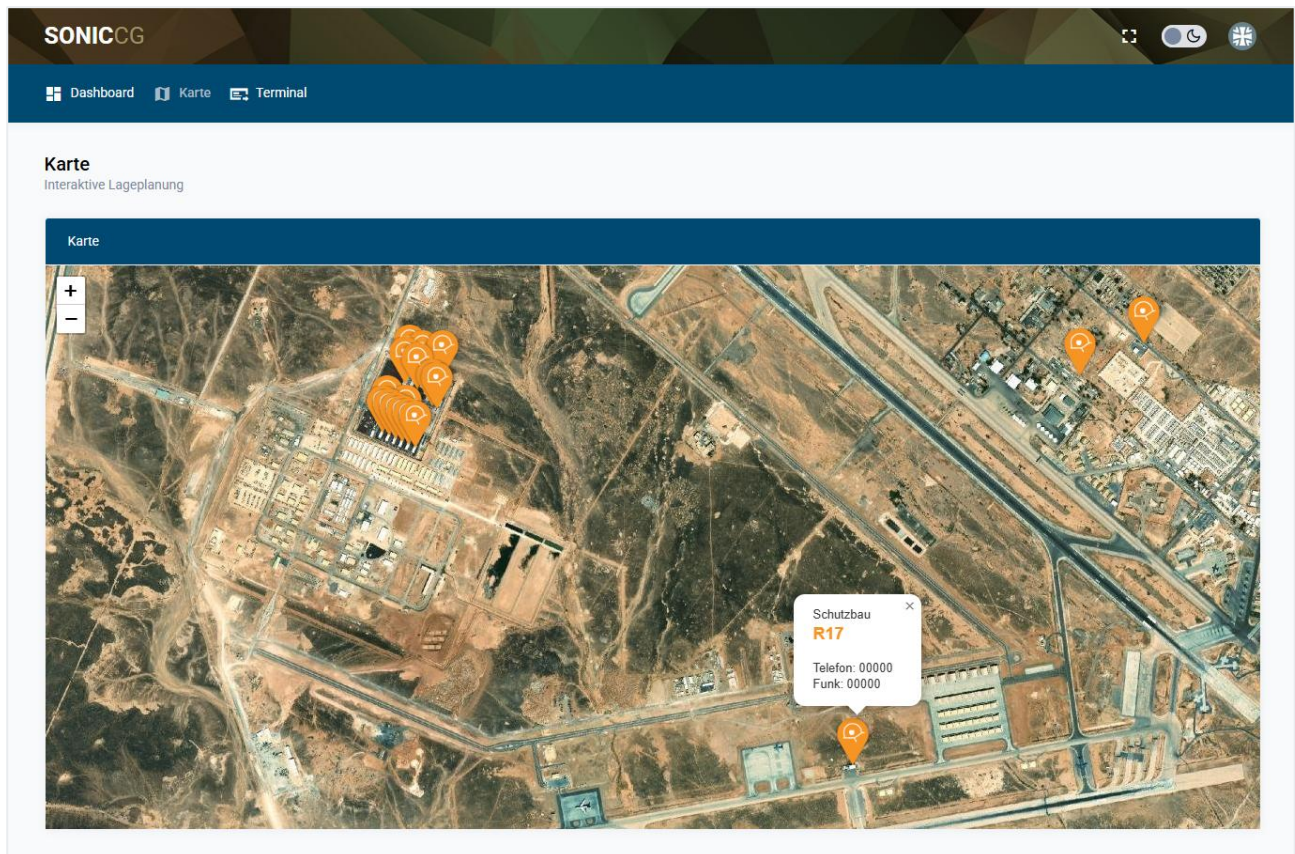 SONICCG
Dashboard Karte Terminal
Karte
Interaktive Lageplanung
Karte
+
−
Schutzbau ×
R17
Telefon: 00000
Funk: 00000